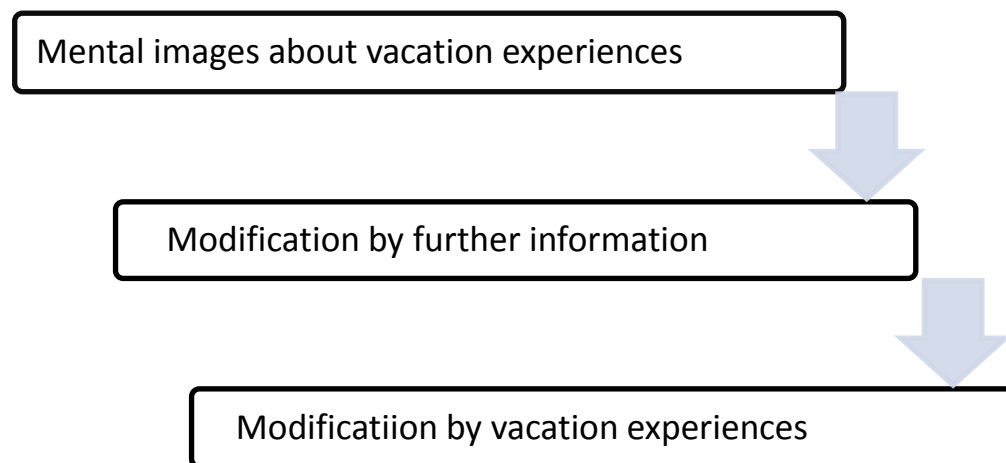 Mental images about vacation experiences
Modification by further information
Modificatiion by vacation experiences